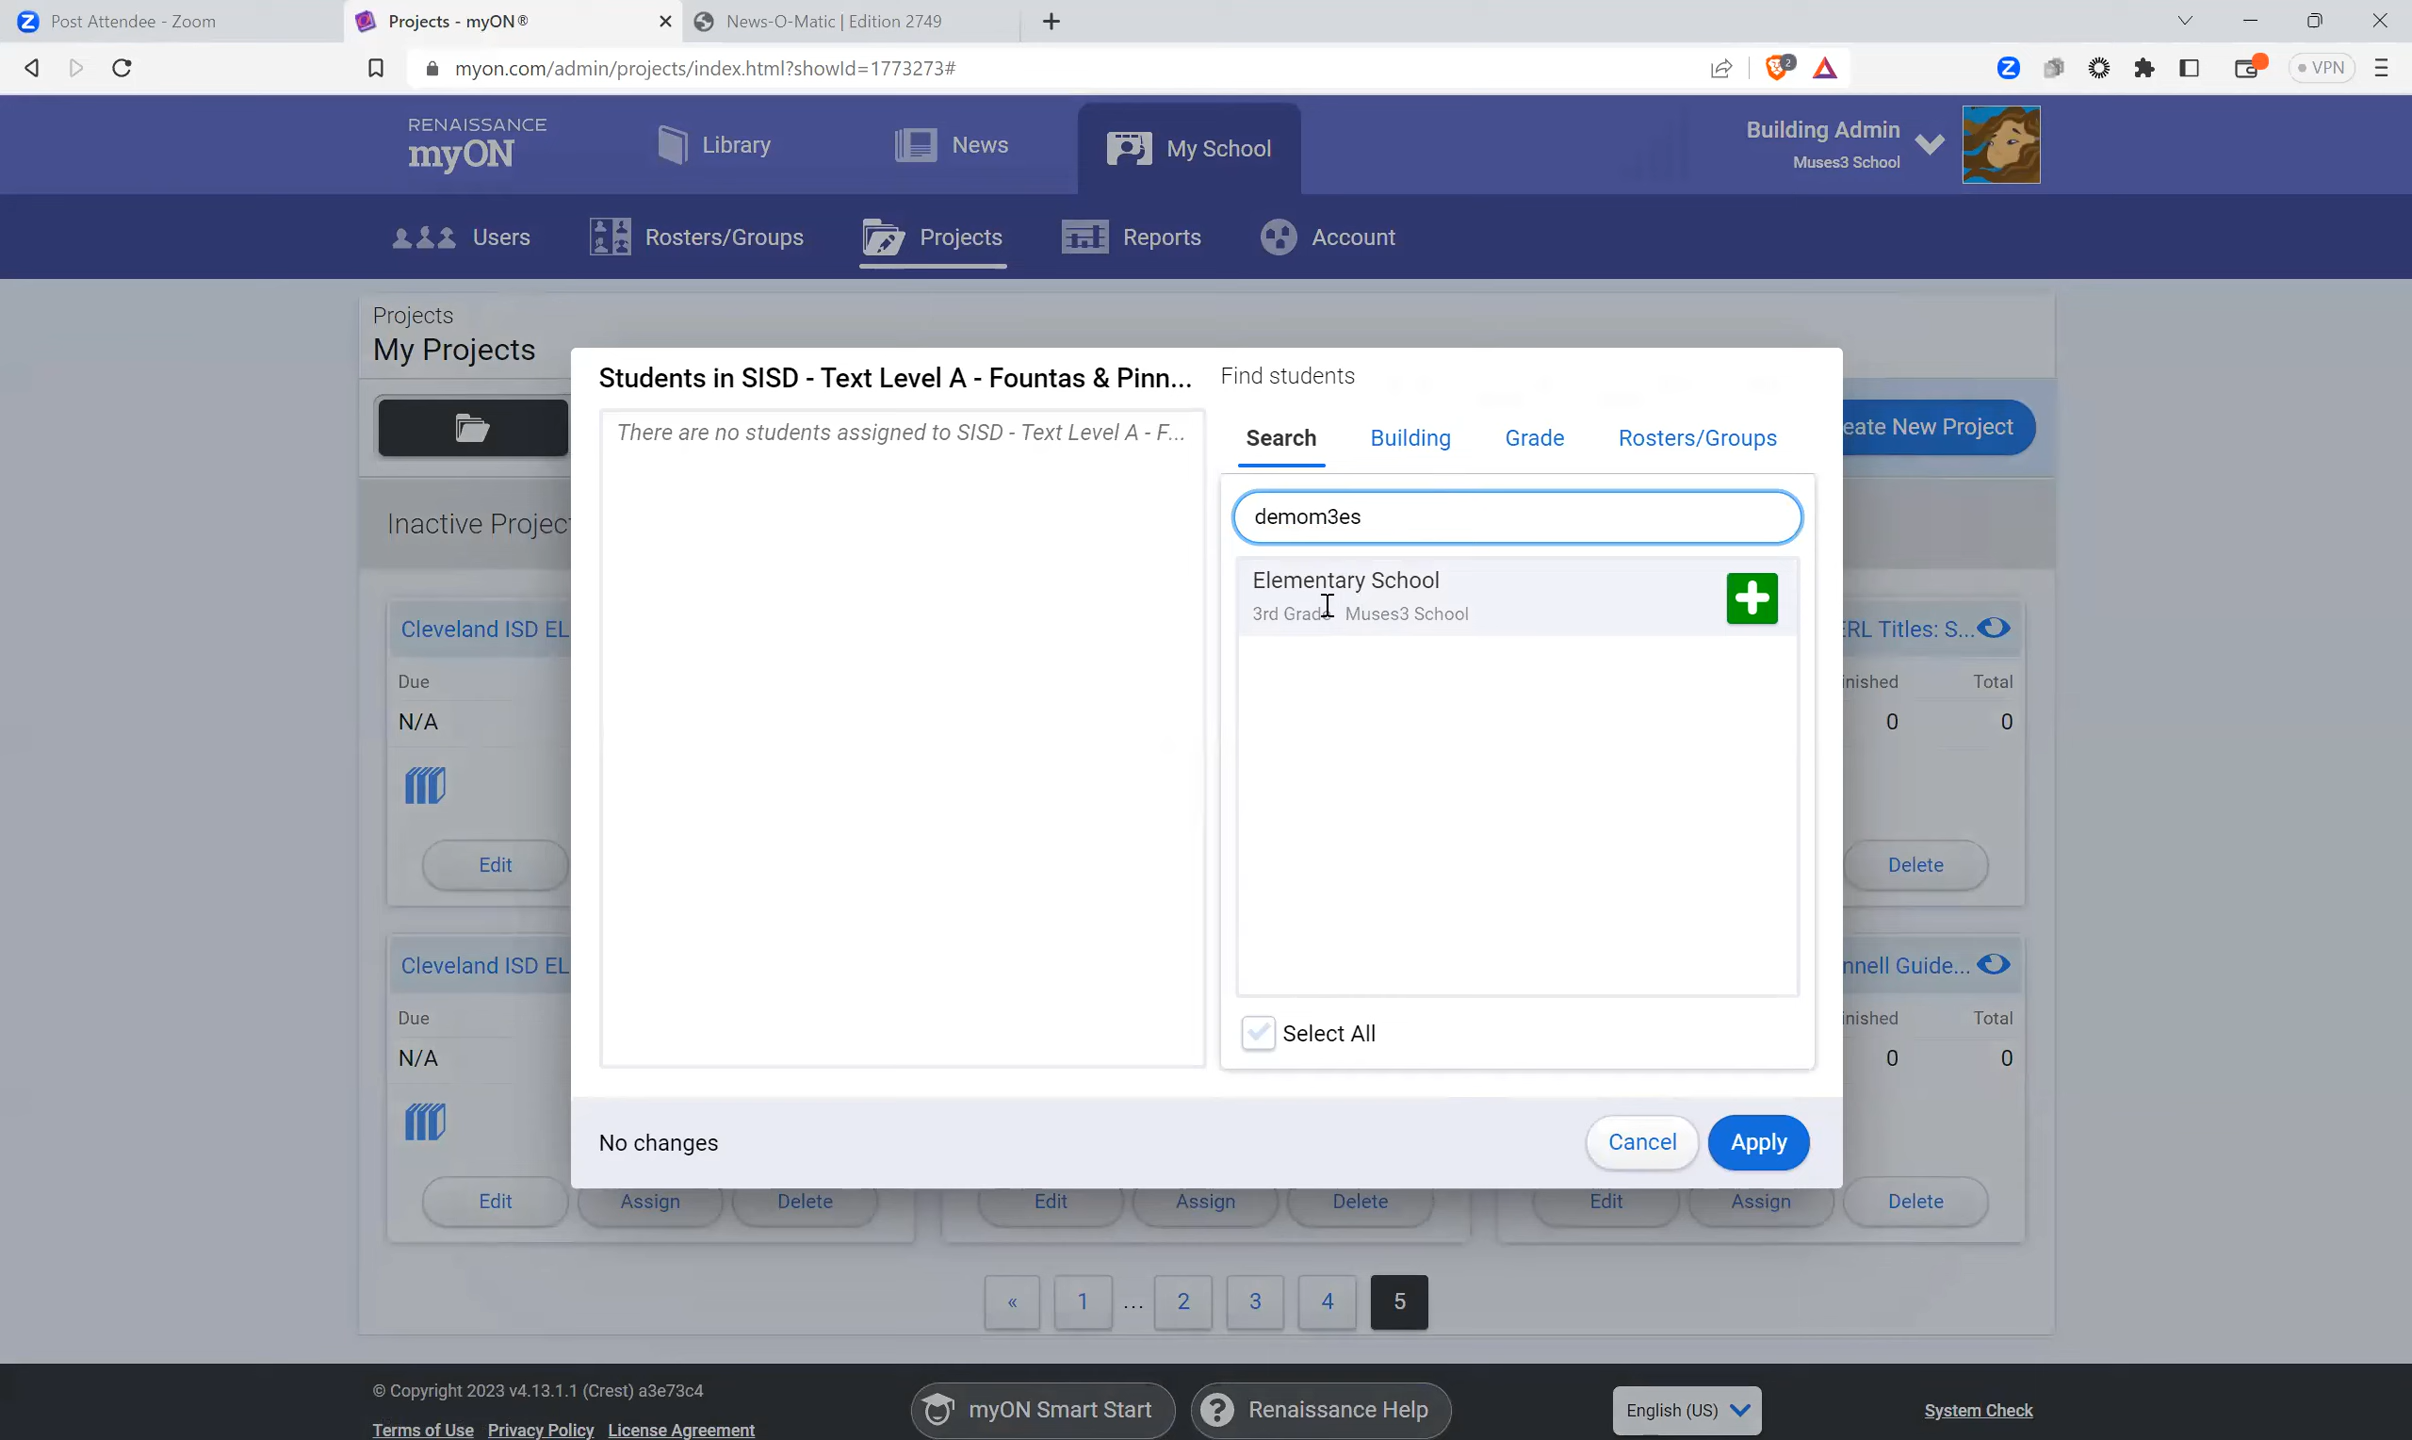 Post Attendee - Zoom
Projects - myON®
News-O-Matic | Edition 2749
myon.com/admin/projects/index.html?showId=1773273#
2
VPN
RENAISSANCE
myON
Library
News
My School
Building Admin
Muses3 School
Users
Rosters/Groups
Projects
Reports
Account
Projects
My Projects
eate New Project
Inactive Project
Students in SISD - Text Level A - Fountas & Pinn...
There are no students assigned to SISD - Text Level A - F...
Find students
Search
Building
Grade
Rosters/Groups
demom3es
Elementary School
3rd Grade Muses3 School
Select All
No changes
Cancel
Apply
Cleveland ISD EL
Due
N/A
Edit
ERL Titles: S...
inished
Total
0
0
Delete
Cleveland ISD EL
Due
N/A
nnell Guide...
inished
Total
0
0
Edit
Assign
Delete
Edit
Assign
Delete
Edit
Assign
Delete
« 1 ... 2 3 4 5
© Copyright 2023 v4.13.1.1 (Crest) a3e73c4
Terms of Use Privacy Policy License Agreement
myON Smart Start
Renaissance Help
English (US)
System Check